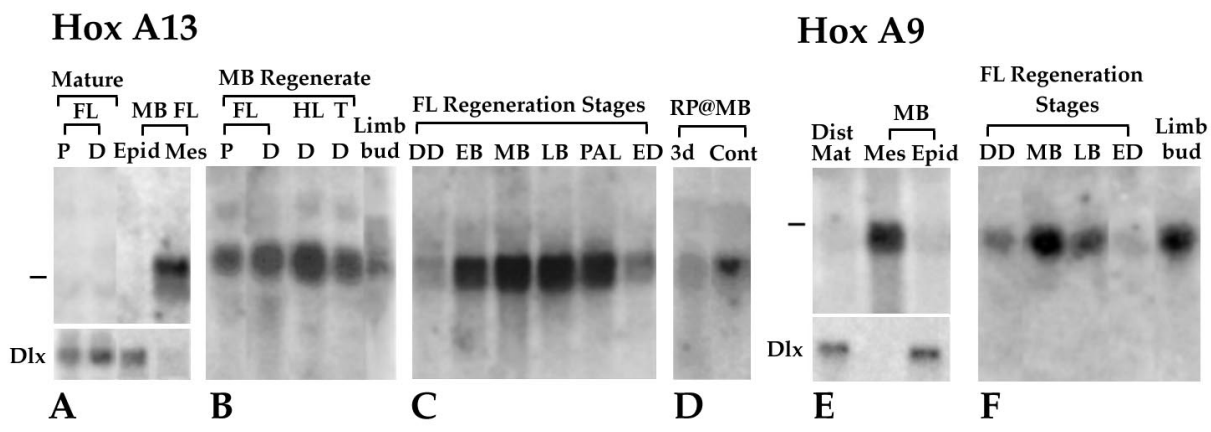 Hox A13
Hox A9
Mature
FL
P D
MB FL
Epid Mes
MB Regenerate
FL HL T
P D D D
Limb
bud
FL Regeneration Stages
DD EB MB LB PAL ED
RP@MB
3d Cont
Dist
Mat
MB
Mes Epid
FL Regeneration
Stages
DD MB LB ED
Limb
bud
Dlx
Dlx
A B C D E F